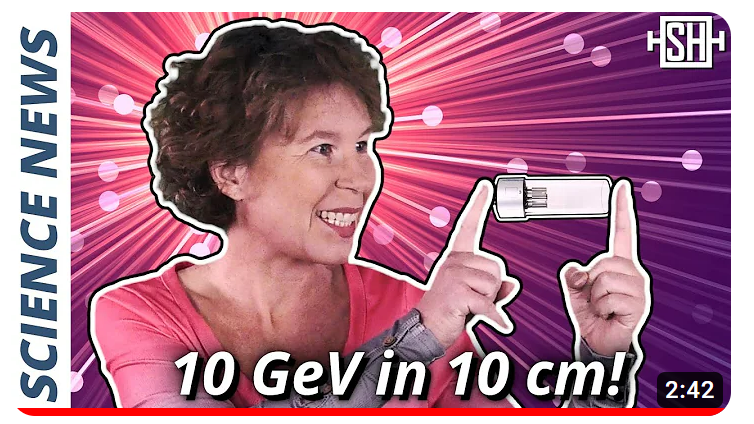 SCIENCE NEWS
SH
10 GeV in 10 cm!
2:42